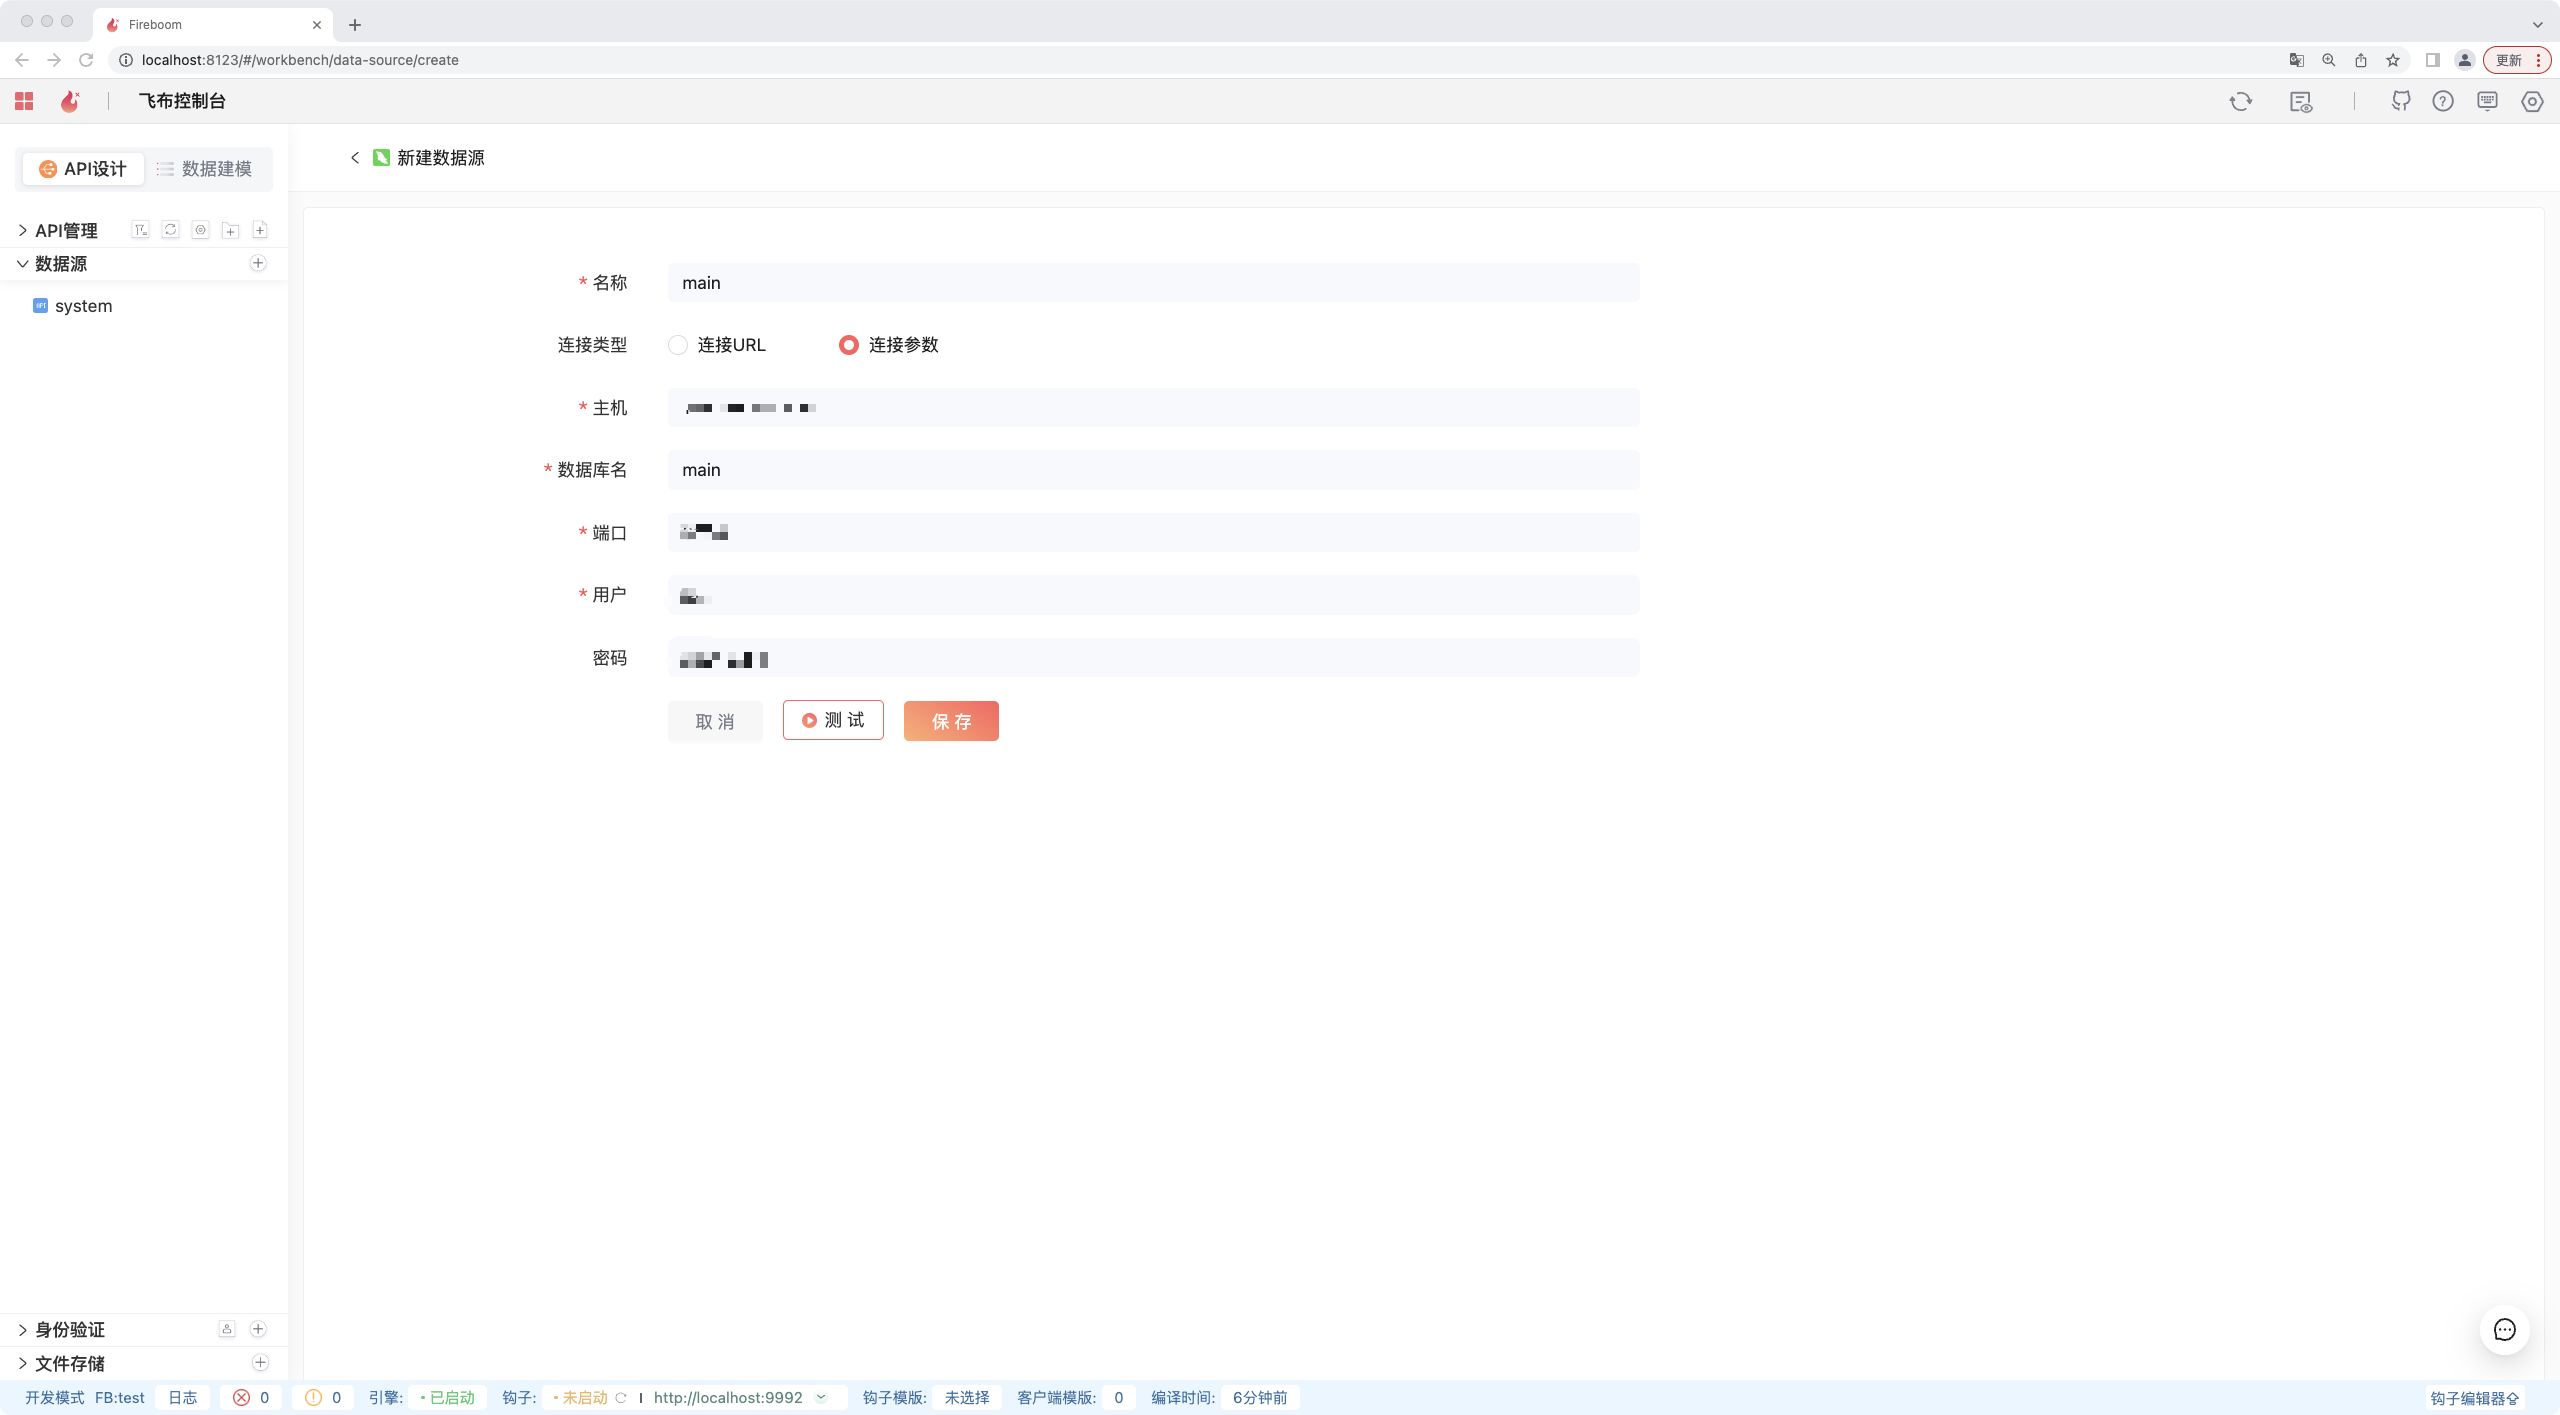 Fireboom
localhost:8123/#/workbench/data-source/create
更新
飞布控制台
API设计 数据建模
新建数据源
API管理
数据源
system
* 名称 main
连接类型 连接URL 连接参数
* 主机
* 数据库名 main
* 端口
* 用户
密码
取 消 测 试 保 存
身份验证
文件存储
开发模式 FB:test 日志 0 0 引擎: 已启动 钩子: 未启动 http://localhost:9992 钩子模版: 未选择 客户端模版: 0 编译时间: 6分钟前 钩子编辑器